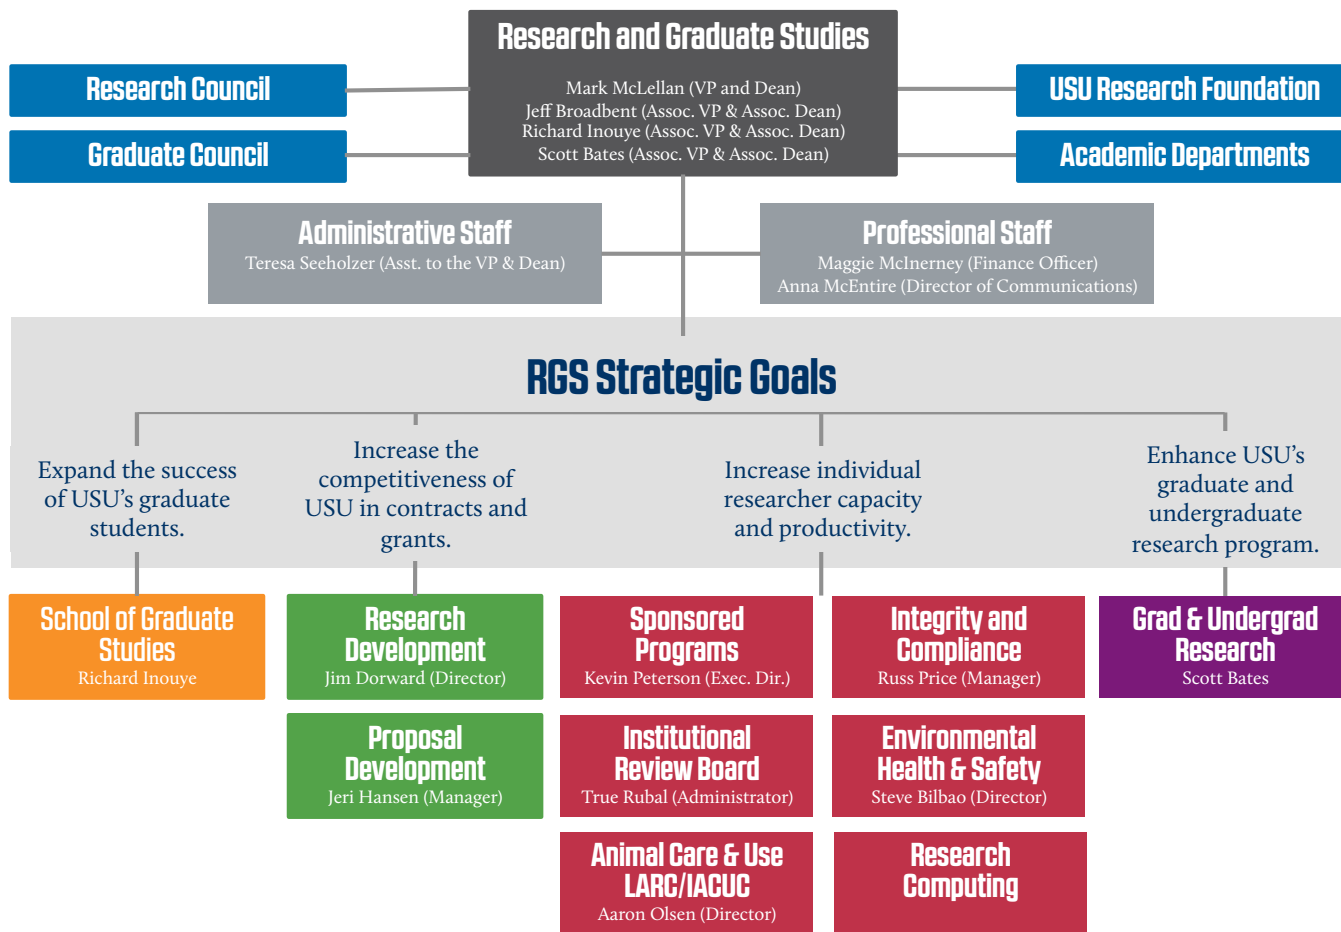 Research and Graduate Studies
Mark McLellan (VP and Dean)
Jeff Broadbent (Assoc. VP & Assoc. Dean)
Richard Inouye (Assoc. VP & Assoc. Dean)
Scott Bates (Assoc. VP & Assoc. Dean)
Research Council
Graduate Council
USU Research Foundation
Academic Departments
Administrative Staff
Teresa Seeholzer (Asst. to the VP & Dean)
Professional Staff
Maggie McInerney (Finance Officer)
Anna McEntire (Director of Communications)
RGS Strategic Goals
Expand the success
of USU’s graduate
students.
Increase the
competitiveness of
USU in contracts and
grants.
Increase individual
researcher capacity
and productivity.
Enhance USU’s
graduate and
undergraduate
research program.
School of Graduate
Studies
Richard Inouye
Research
Development
Jim Dorward (Director)
Proposal
Development
Jeri Hansen (Manager)
Sponsored
Programs
Kevin Peterson (Exec. Dir.)
Integrity and
Compliance
Russ Price (Manager)
Institutional
Review Board
True Rubal (Administrator)
Environmental
Health & Safety
Steve Bilbao (Director)
Animal Care & Use
LARC/IACUC
Aaron Olsen (Director)
Research
Computing
Grad & Undergrad
Research
Scott Bates